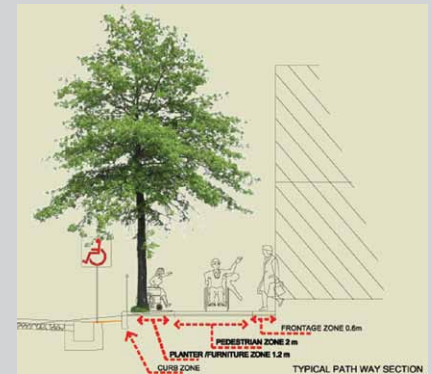 FRONTAGE ZONE 0.6m
PEDESTRIAN ZONE 2 m
PLANTER /FURNITURE ZONE 1.2 m
CURB ZONE
TYPICAL PATH WAY SECTION